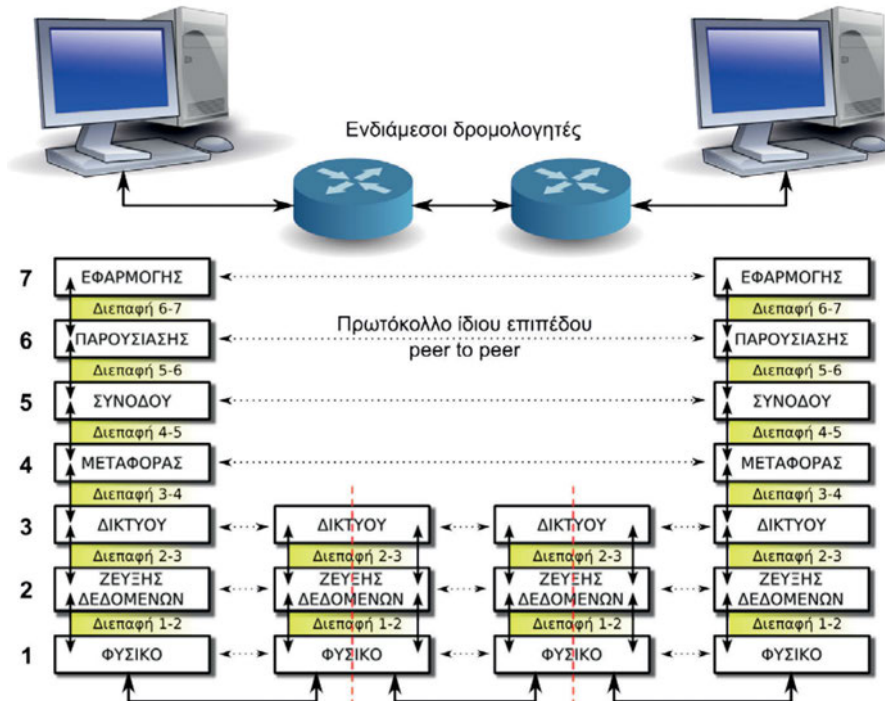 Ενδιάμεσοι δρομολογητές
7 ΕΦΑΡΜΟΓΗΣ ΕΦΑΡΜΟΓΗΣ
Διεπαφή 6-7 Διεπαφή 6-7
6 ΠΑΡΟΥΣΙΑΣΗΣ Πρωτόκολλο ίδιου επιπέδου ΠΑΡΟΥΣΙΑΣΗΣ
peer to peer
Διεπαφή 5-6 Διεπαφή 5-6
5 ΣΥΝΟΔΟΥ ΣΥΝΟΔΟΥ
Διεπαφή 4-5 Διεπαφή 4-5
4 ΜΕΤΑΦΟΡΑΣ ΜΕΤΑΦΟΡΑΣ
Διεπαφή 3-4 Διεπαφή 3-4
3 ΔΙΚΤΥΟΥ ΔΙΚΤΥΟΥ ΔΙΚΤΥΟΥ ΔΙΚΤΥΟΥ
Διεπαφή 2-3 Διεπαφή 2-3 Διεπαφή 2-3 Διεπαφή 2-3
2 ΖΕΥΞΗΣ ΖΕΥΞΗΣ ΖΕΥΞΗΣ ΖΕΥΞΗΣ
ΔΕΔΟΜΕΝΩΝ ΔΕΔΟΜΕΝΩΝ ΔΕΔΟΜΕΝΩΝ ΔΕΔΟΜΕΝΩΝ
Διεπαφή 1-2 Διεπαφή 1-2 Διεπαφή 1-2 Διεπαφή 1-2
1 ΦΥΣΙΚΟ ΦΥΣΙΚΟ ΦΥΣΙΚΟ ΦΥΣΙΚΟ